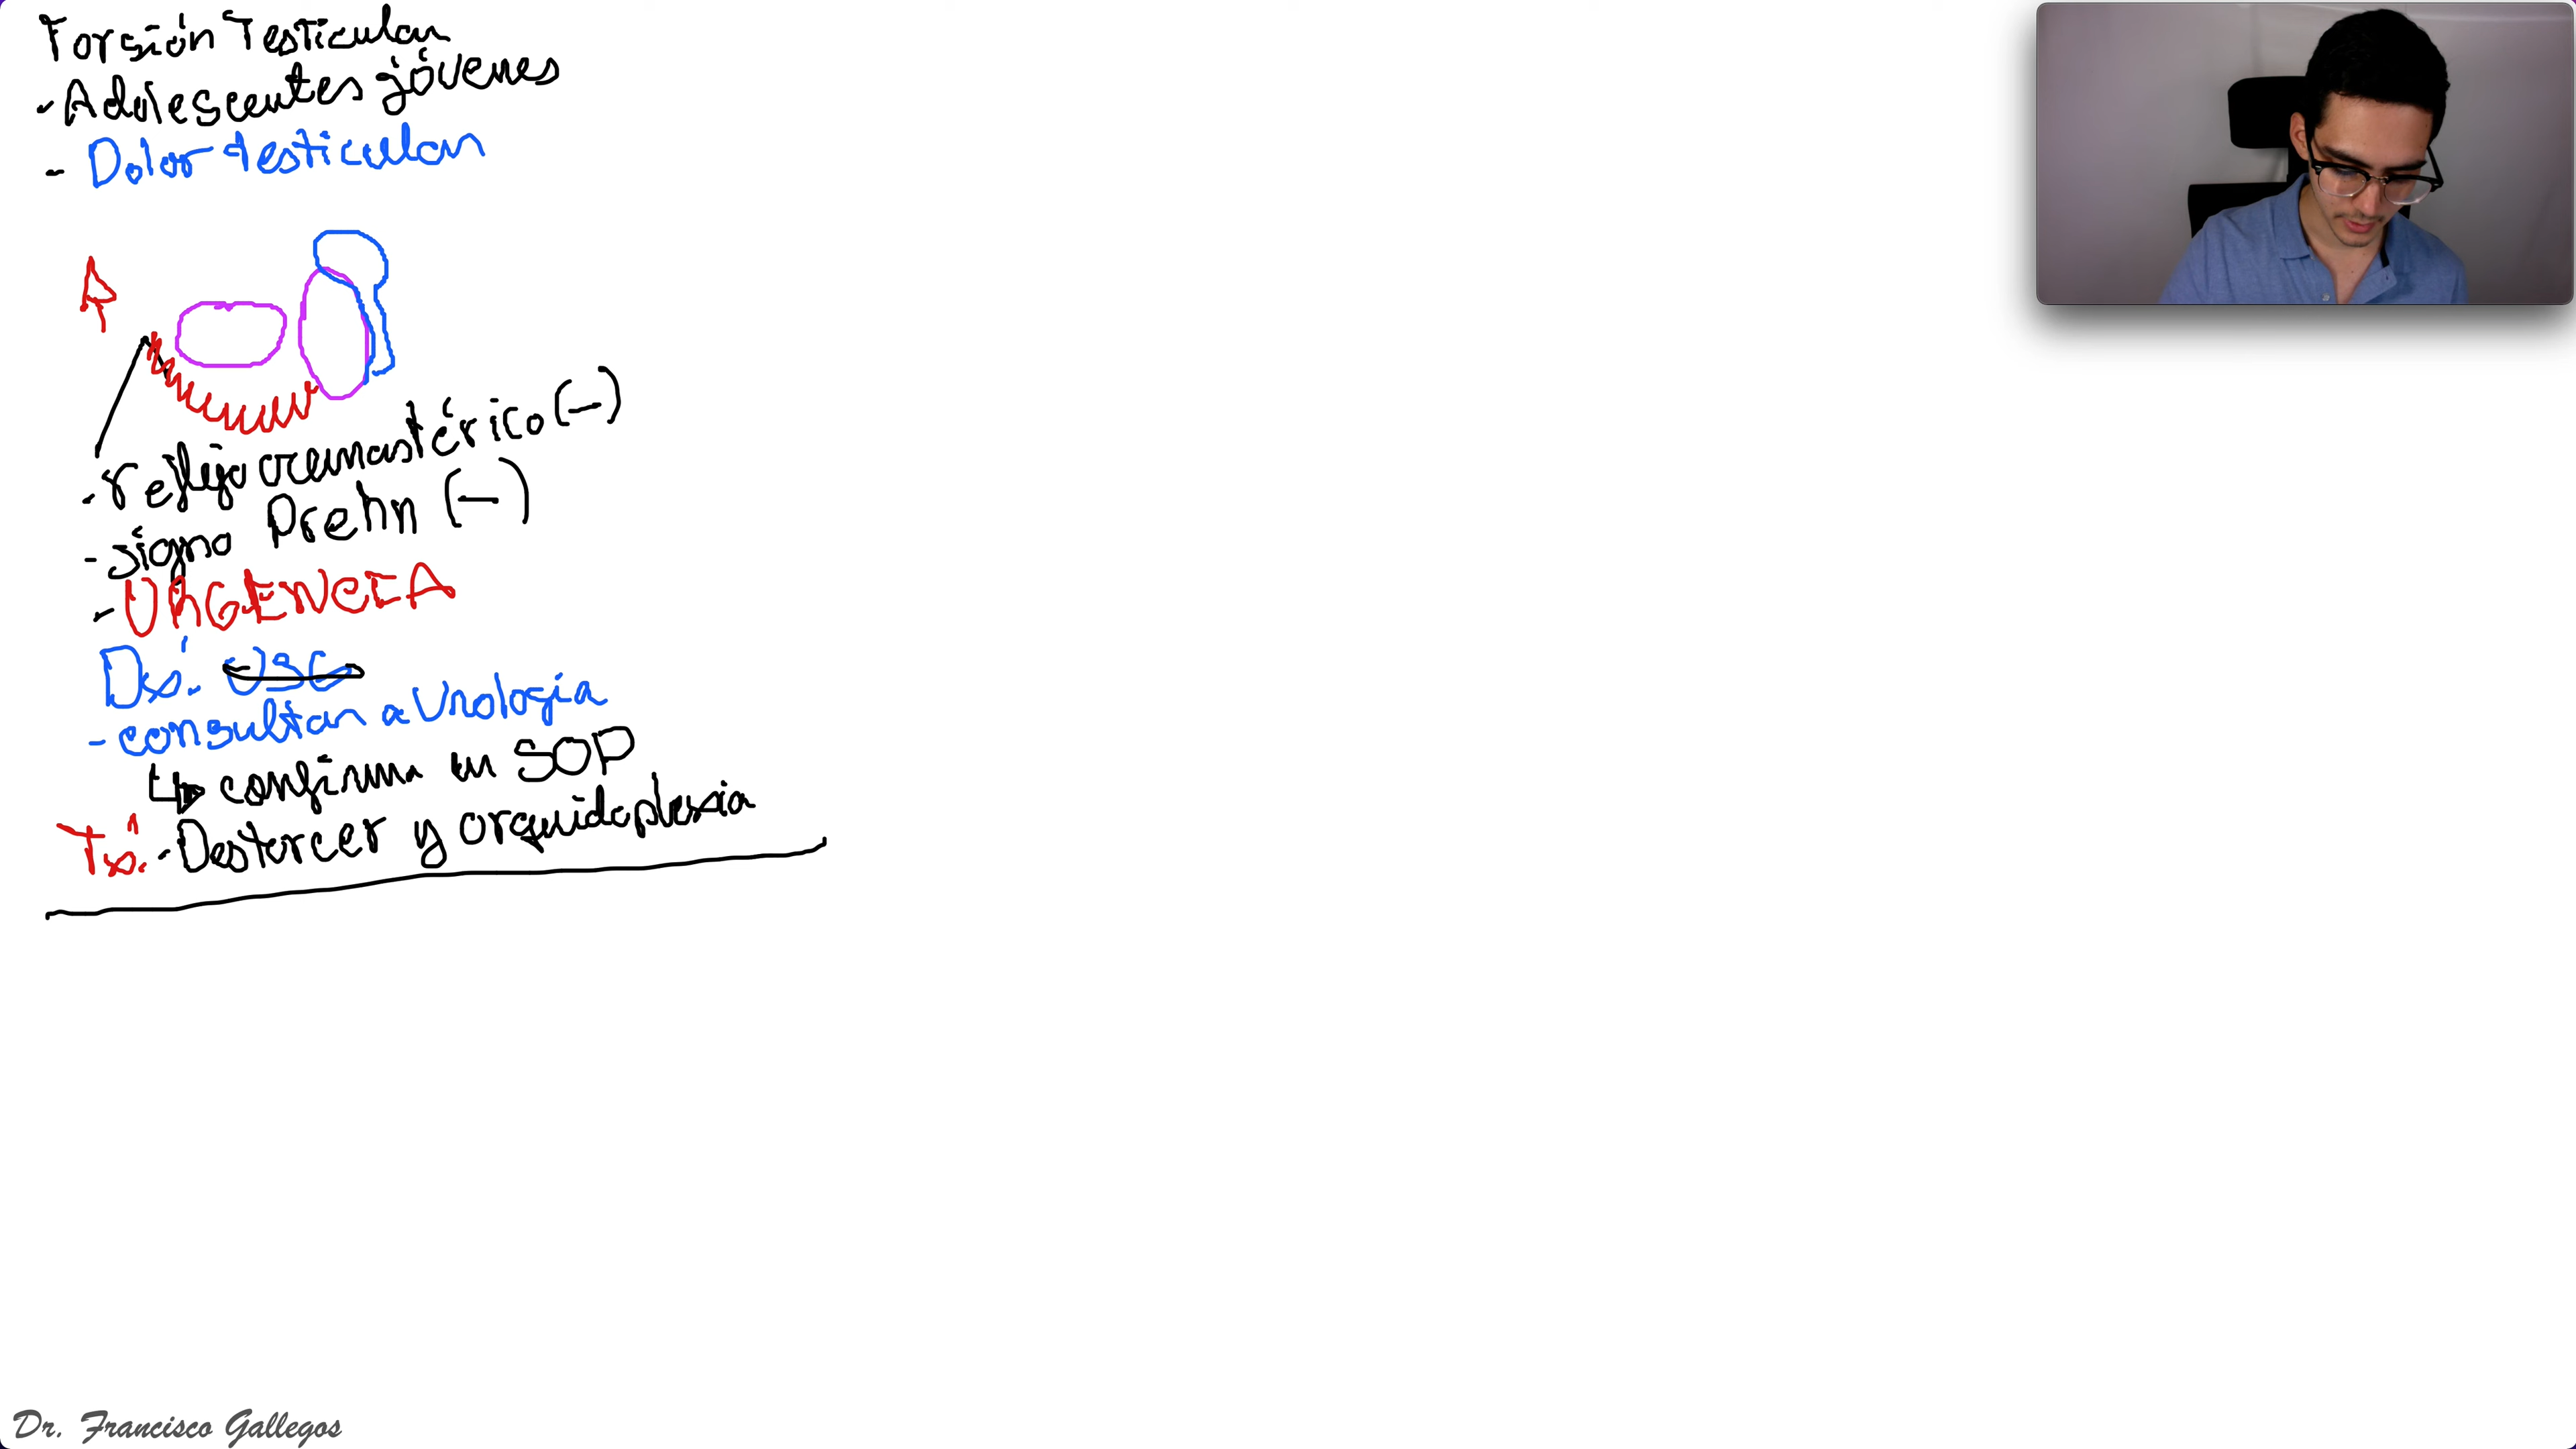 Torsión Testicular
- Adolescentes jóvenes
- Dolor testicular
- reflejo cremastérico (-)
- signo Prehn (-)
- URGENCIA
Dx: USG
- consultar a Urología
↳ confirma en SOP
Tx: - Destorcer y orquidoplexia
Dr. Francisco Gallegos